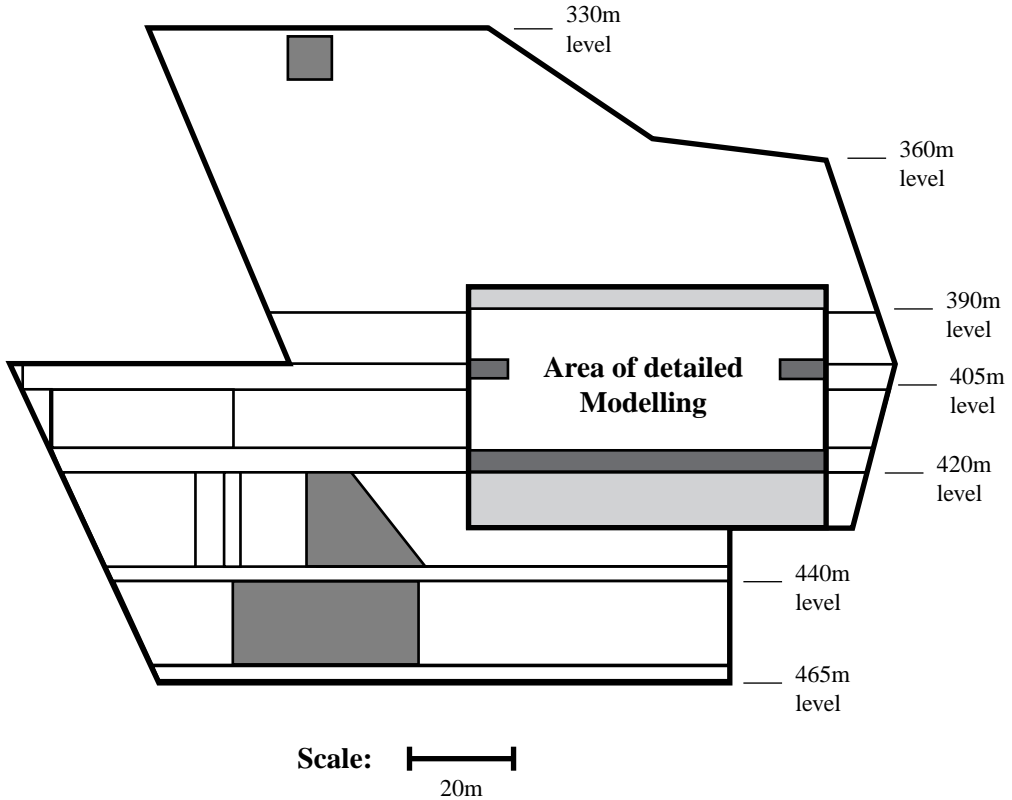 330m
level
360m
level
390m
level
Area of detailed
Modelling
405m
level
420m
level
440m
level
465m
level
Scale:
20m